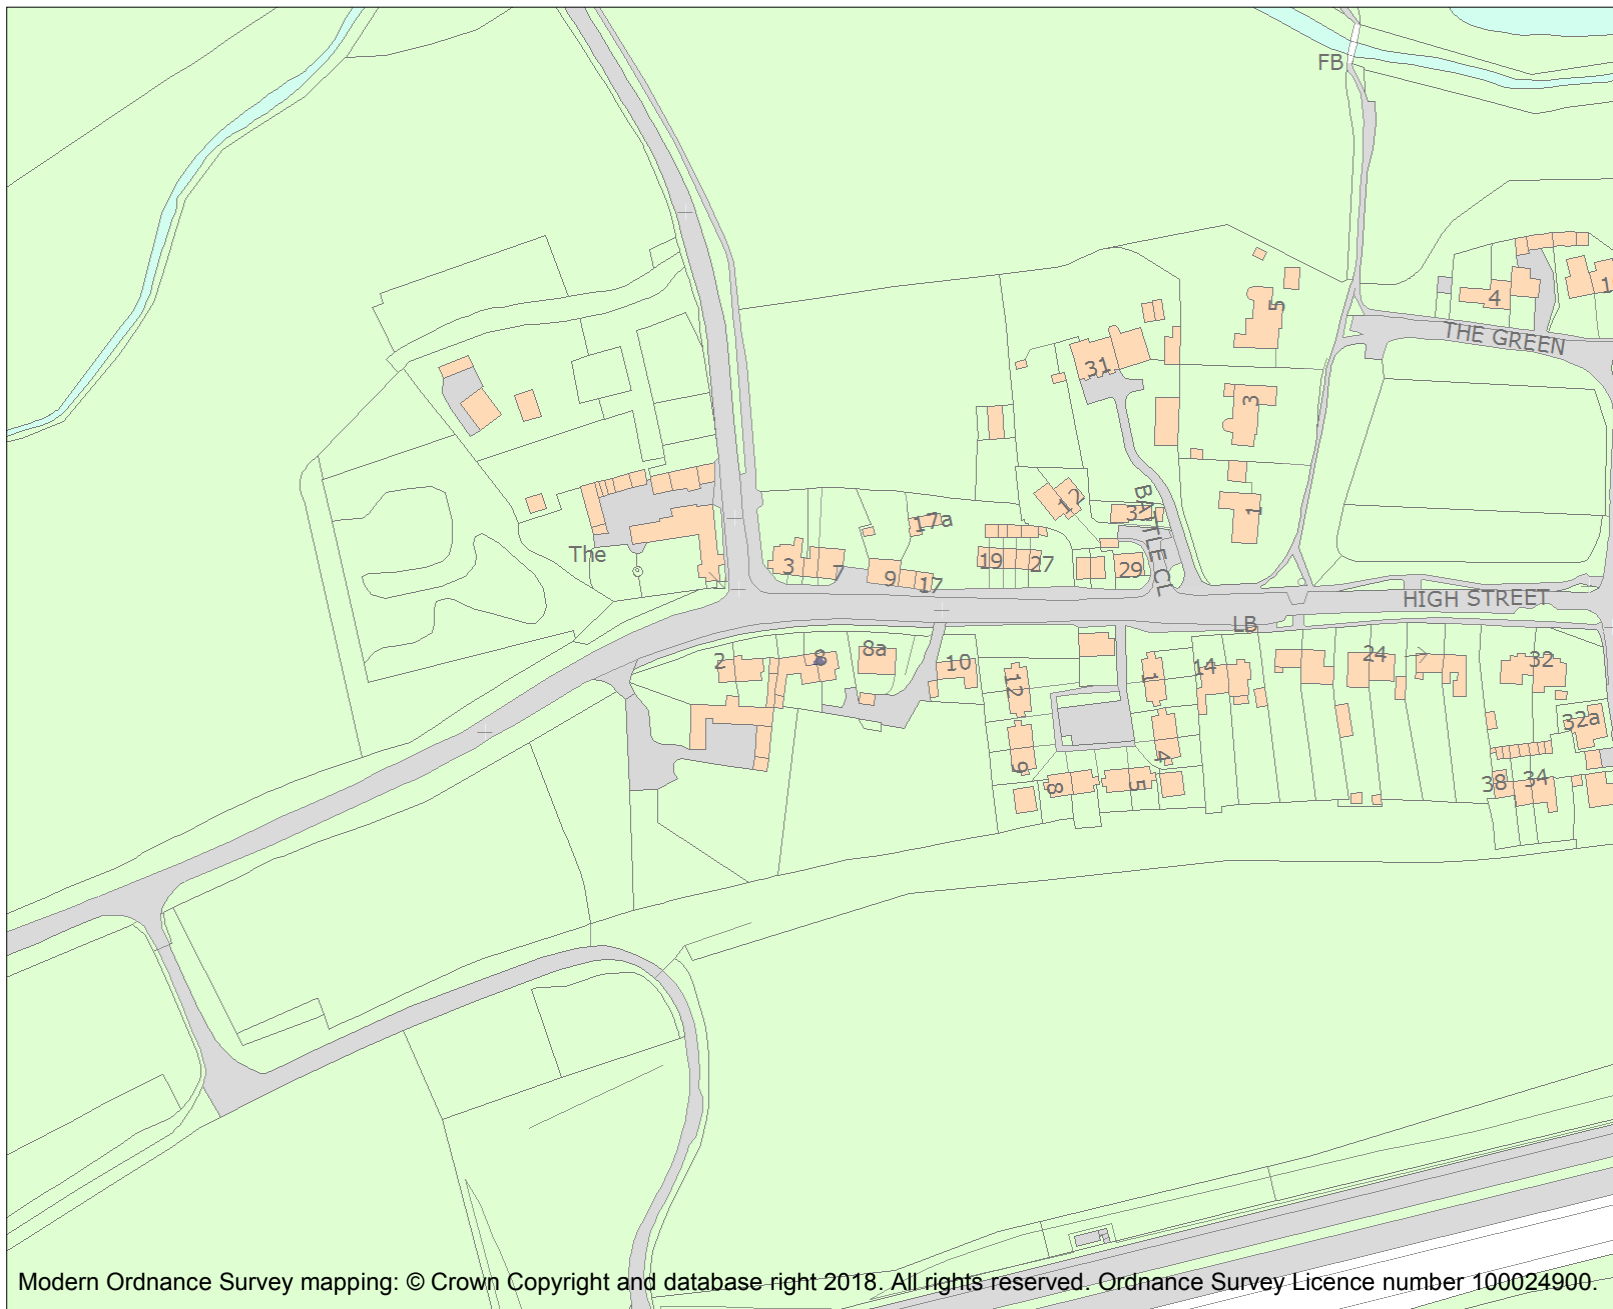 FB
5
4
1
THE GREEN
31
3
12
BATTLE CL
1
17a
The
3
7
9
17
19
27
29
HIGH STREET
LB
2
8
8a
10
12
1
14
24
32
32a
9
4
8
5
38
34
Modern Ordnance Survey mapping: © Crown Copyright and database right 2018. All rights reserved. Ordnance Survey Licence number 100024900.